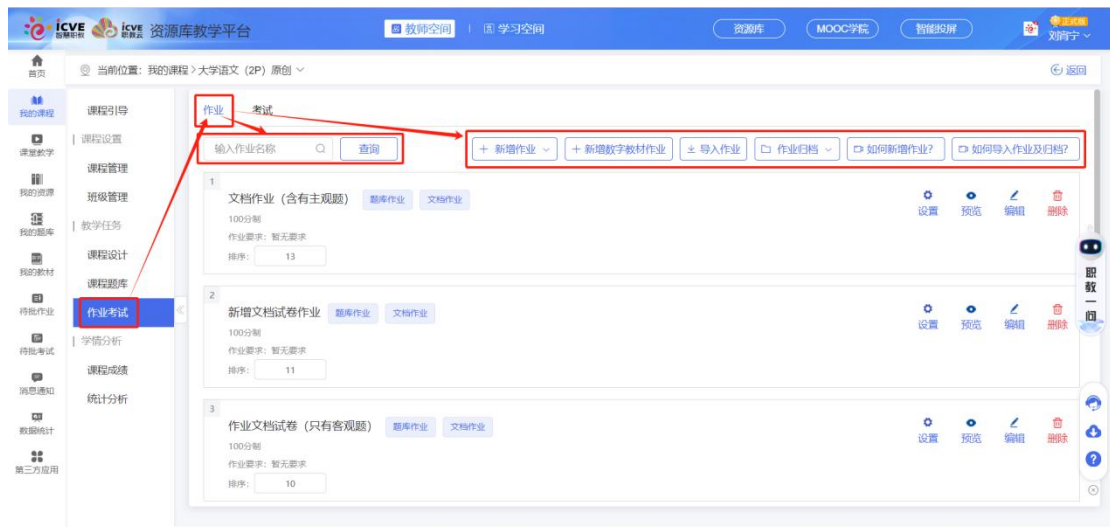 icve 智慧职教 icve 职教云 资源库教学平台 教师空间 学习空间 资源库 MOOC学院 智能投屏 正式版 刘宵宁
首页
当前位置：我的课程 > 大学语文（2P）原创
返回
我的课程
课堂教学
我的资源
我的题库
我的教材
待批作业
待批考试
消息通知
数据统计
第三方应用
课程引导
课程设置
课程管理
班级管理
教学任务
课程设计
课程题库
作业考试
学情分析
课程成绩
统计分析
作业 考试
输入作业名称 查询 + 新增作业 + 新增数字教材作业 导入作业 作业归档 如何新增作业? 如何导入作业及归档?
1
文档作业（含有主观题） 题库作业 文档作业
100分制
作业要求：暂无要求
排序： 13
设置 预览 编辑 删除
2
新增文档试卷作业 题库作业 文档作业
100分制
作业要求：暂无要求
排序： 11
设置 预览 编辑 删除
3
作业文档试卷（只有客观题） 题库作业 文档作业
100分制
作业要求：暂无要求
排序： 10
设置 预览 编辑 删除
职教一问